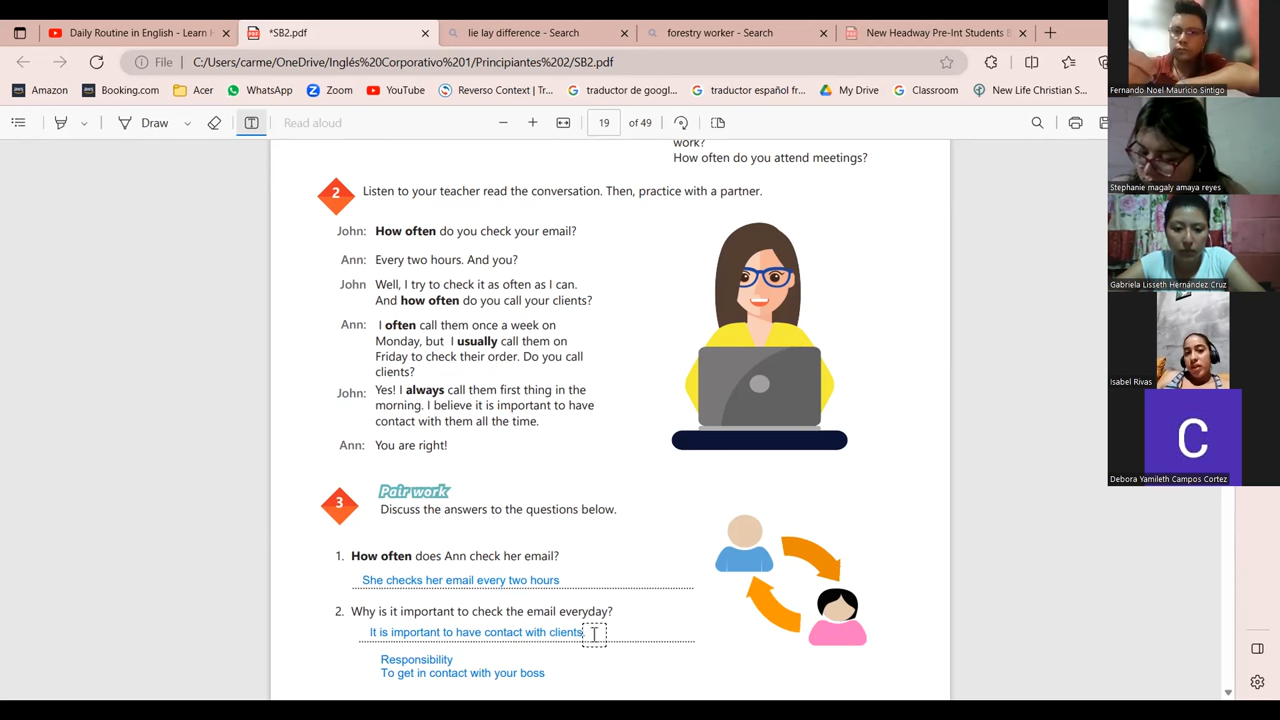 Daily Routine in English - Learn H
*SB2.pdf
lie lay difference - Search
forestry worker - Search
New Headway Pre-Int Students B
File
C:/Users/carme/OneDrive/Inglés%20Corporativo%201/Principiantes%202/SB2.pdf
Amazon
Booking.com
Acer
WhatsApp
Zoom
YouTube
Reverso Context | Tr...
traductor de googl...
traductor español fr...
My Drive
Classroom
New Life Christian S...
Draw
Read aloud
19 of 49
work?
How often do you attend meetings?
2 Listen to your teacher read the conversation. Then, practice with a partner.
John: How often do you check your email?
Ann: Every two hours. And you?
John Well, I try to check it as often as I can.
And how often do you call your clients?
Ann: I often call them once a week on
Monday, but I usually call them on
Friday to check their order. Do you call
clients?
John: Yes! I always call them first thing in the
morning. I believe it is important to have
contact with them all the time.
Ann: You are right!
3 Pair work
Discuss the answers to the questions below.
1. How often does Ann check her email?
She checks her email every two hours
2. Why is it important to check the email everyday?
It is important to have contact with clients.
Responsibility
To get in contact with your boss
Fernando Noel Mauricio Sintigo
Stephanie magaly amaya reyes
Gabriela Lisseth Hernández Cruz
Isabel Rivas
C
Debora Yamileth Campos Cortez